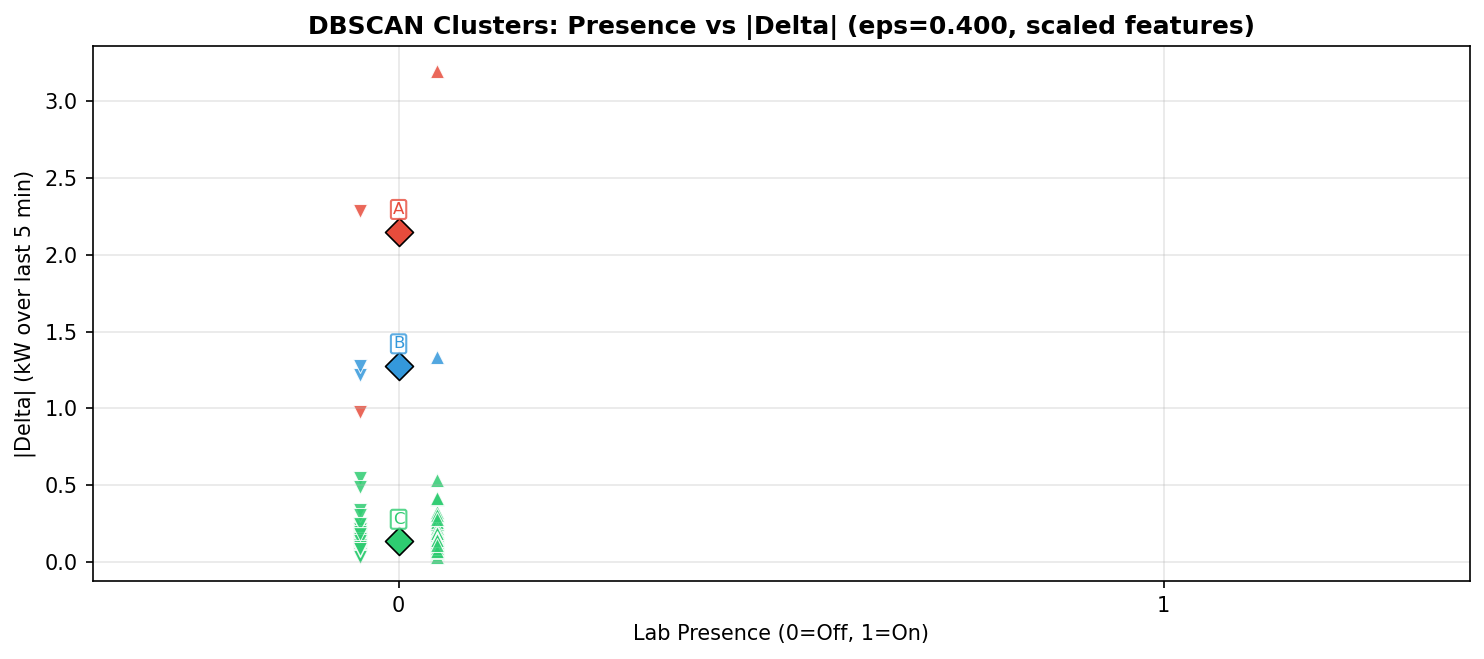 DBSCAN Clusters: Presence vs |Delta| (eps=0.400, scaled features)
|Delta| (kW over last 5 min)
3.0
2.5
2.0
1.5
1.0
0.5
0.0
A
B
C
0
1
Lab Presence (0=Off, 1=On)